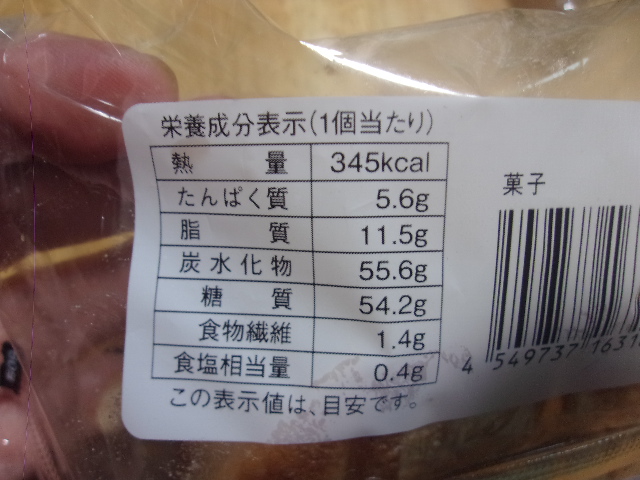 栄養成分表示(1個当たり)
熱量 345kcal
たんぱく質 5.6g
脂質 11.5g
炭水化物 55.6g
糖質 54.2g
食物繊維 1.4g
食塩相当量 0.4g
この表示値は、目安です。
菓子
4 549737 1631